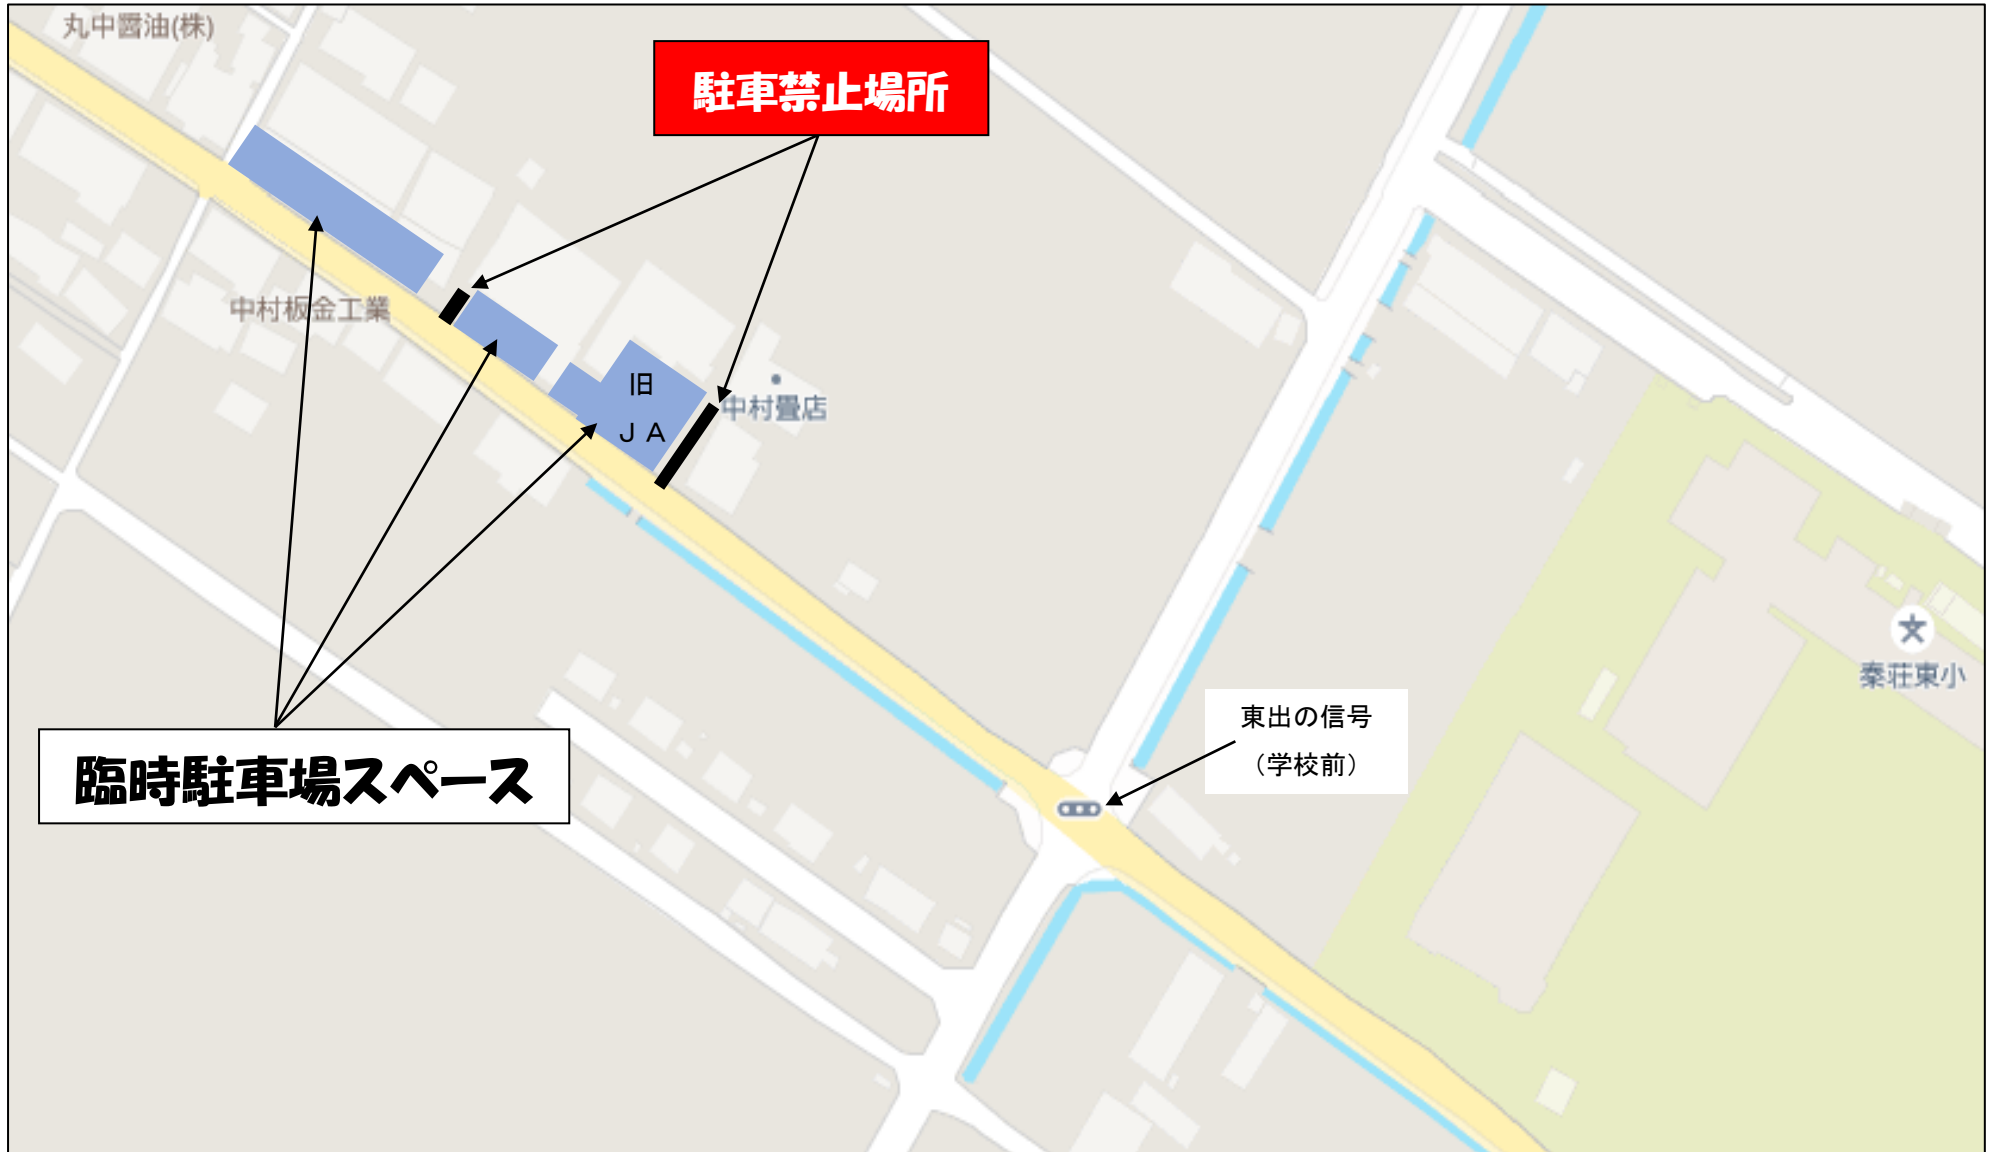 丸中醤油(株)
駐車禁止場所
中村板金工業
旧
ＪＡ
中村畳店
秦荘東小
東出の信号
（学校前）
臨時駐車場スペース